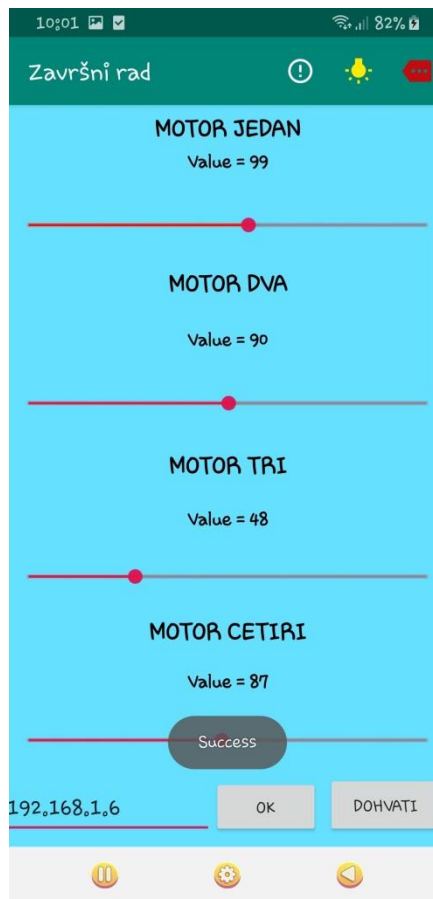 10:01 82%
Završni rad
MOTOR JEDAN
Value = 99
MOTOR DVA
Value = 90
MOTOR TRI
Value = 48
MOTOR CETIRI
Value = 87
Success
192.168.1.6 OK DOHVATI